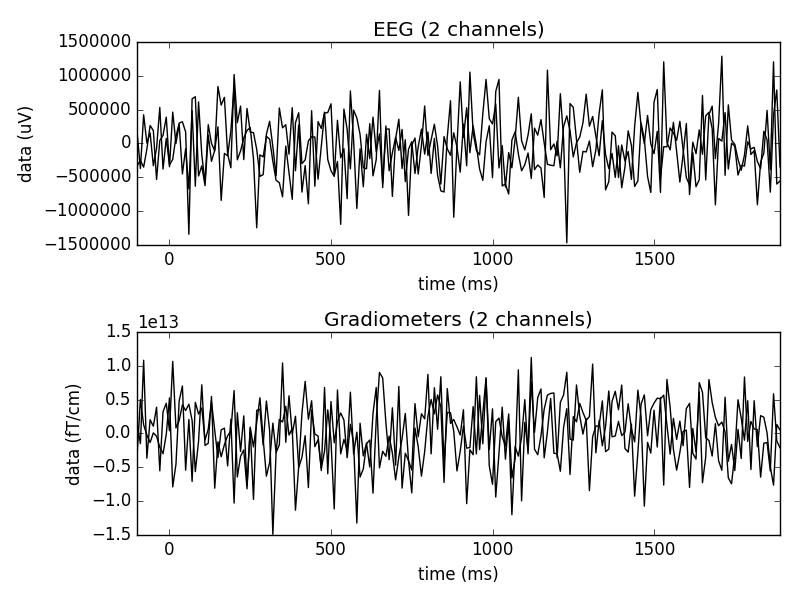 EEG (2 channels)
1500000
1000000
500000
0
−500000
−1000000
−1500000
data (uV)
0 500 1000 1500
time (ms)
Gradiometers (2 channels)
1e13
1.5
1.0
0.5
0.0
−0.5
−1.0
−1.5
data (fT/cm)
0 500 1000 1500
time (ms)